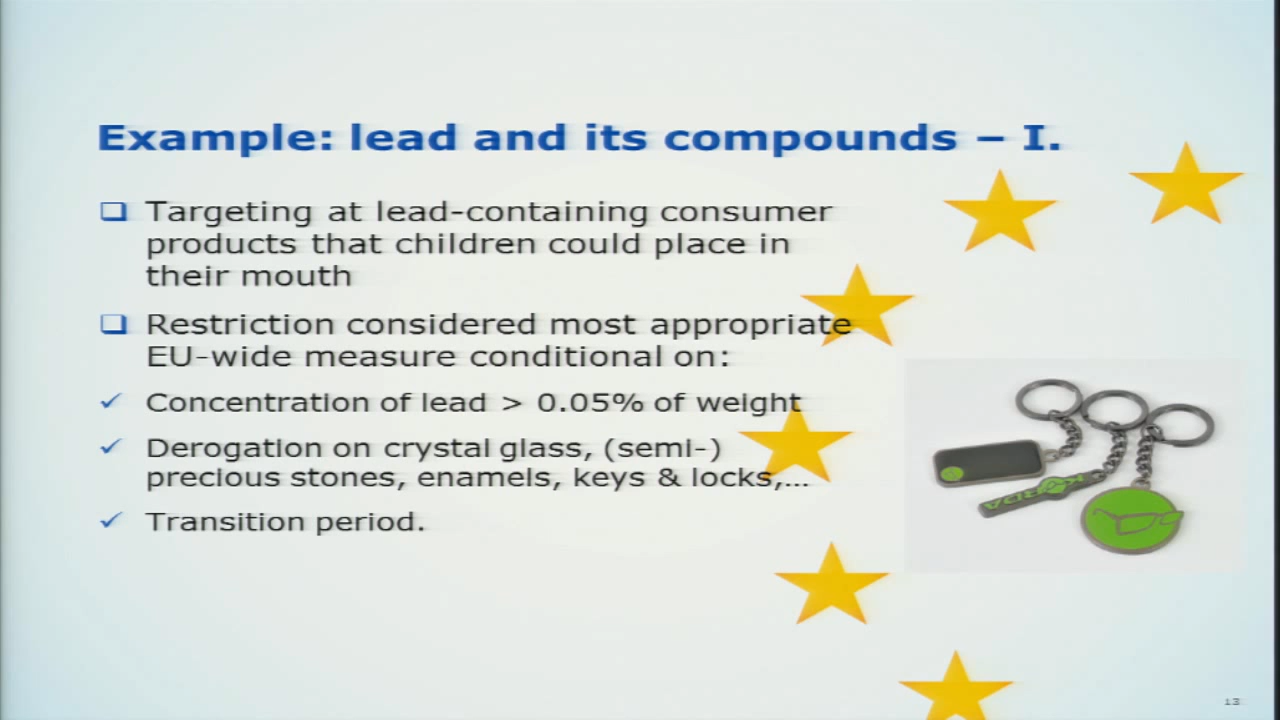 Example: lead and its compounds – I.
Targeting at lead-containing consumer
products that children could place in
their mouth
Restriction considered most appropriate
EU-wide measure conditional on:
Concentration of lead > 0.05% of weight
Derogation on crystal glass, (semi-)
precious stones, enamels, keys & locks,...
Transition period.
KORDA
13